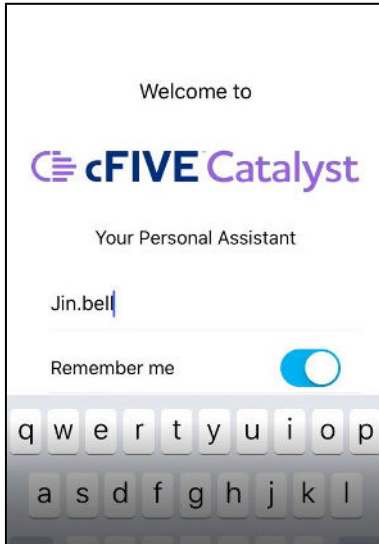 Welcome to
cFIVE Catalyst
Your Personal Assistant
Jin.bell
Remember me
q w e r t y u i o p
a s d f g h j k l